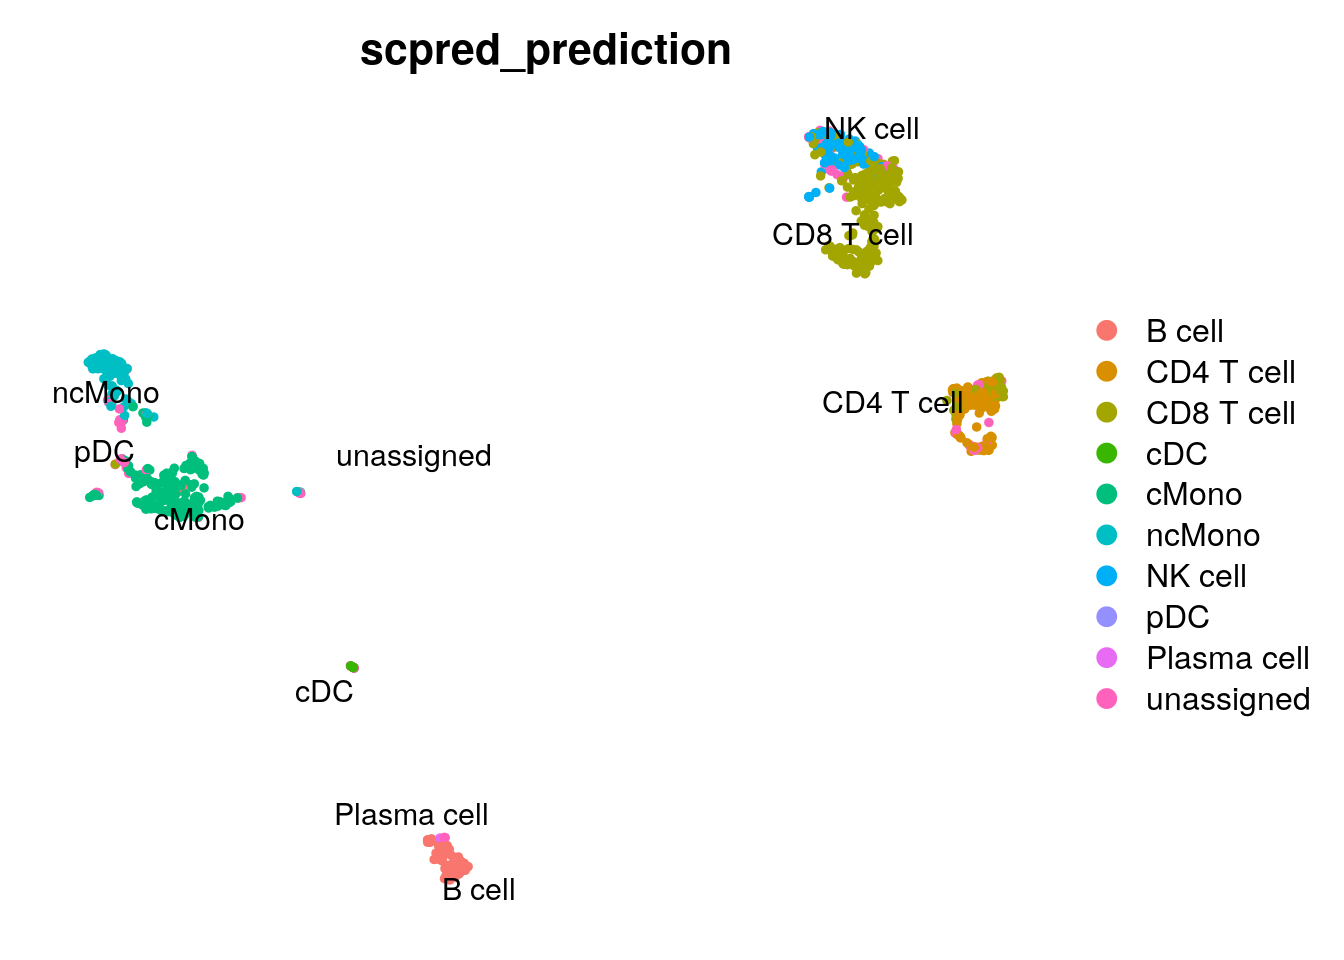 scpred_prediction
NK cell
CD8 T cell
ncMono
CD4 T cell
pDC
unassigned
cMono
cDC
Plasma cell
B cell
B cell
CD4 T cell
CD8 T cell
cDC
cMono
ncMono
NK cell
pDC
Plasma cell
unassigned